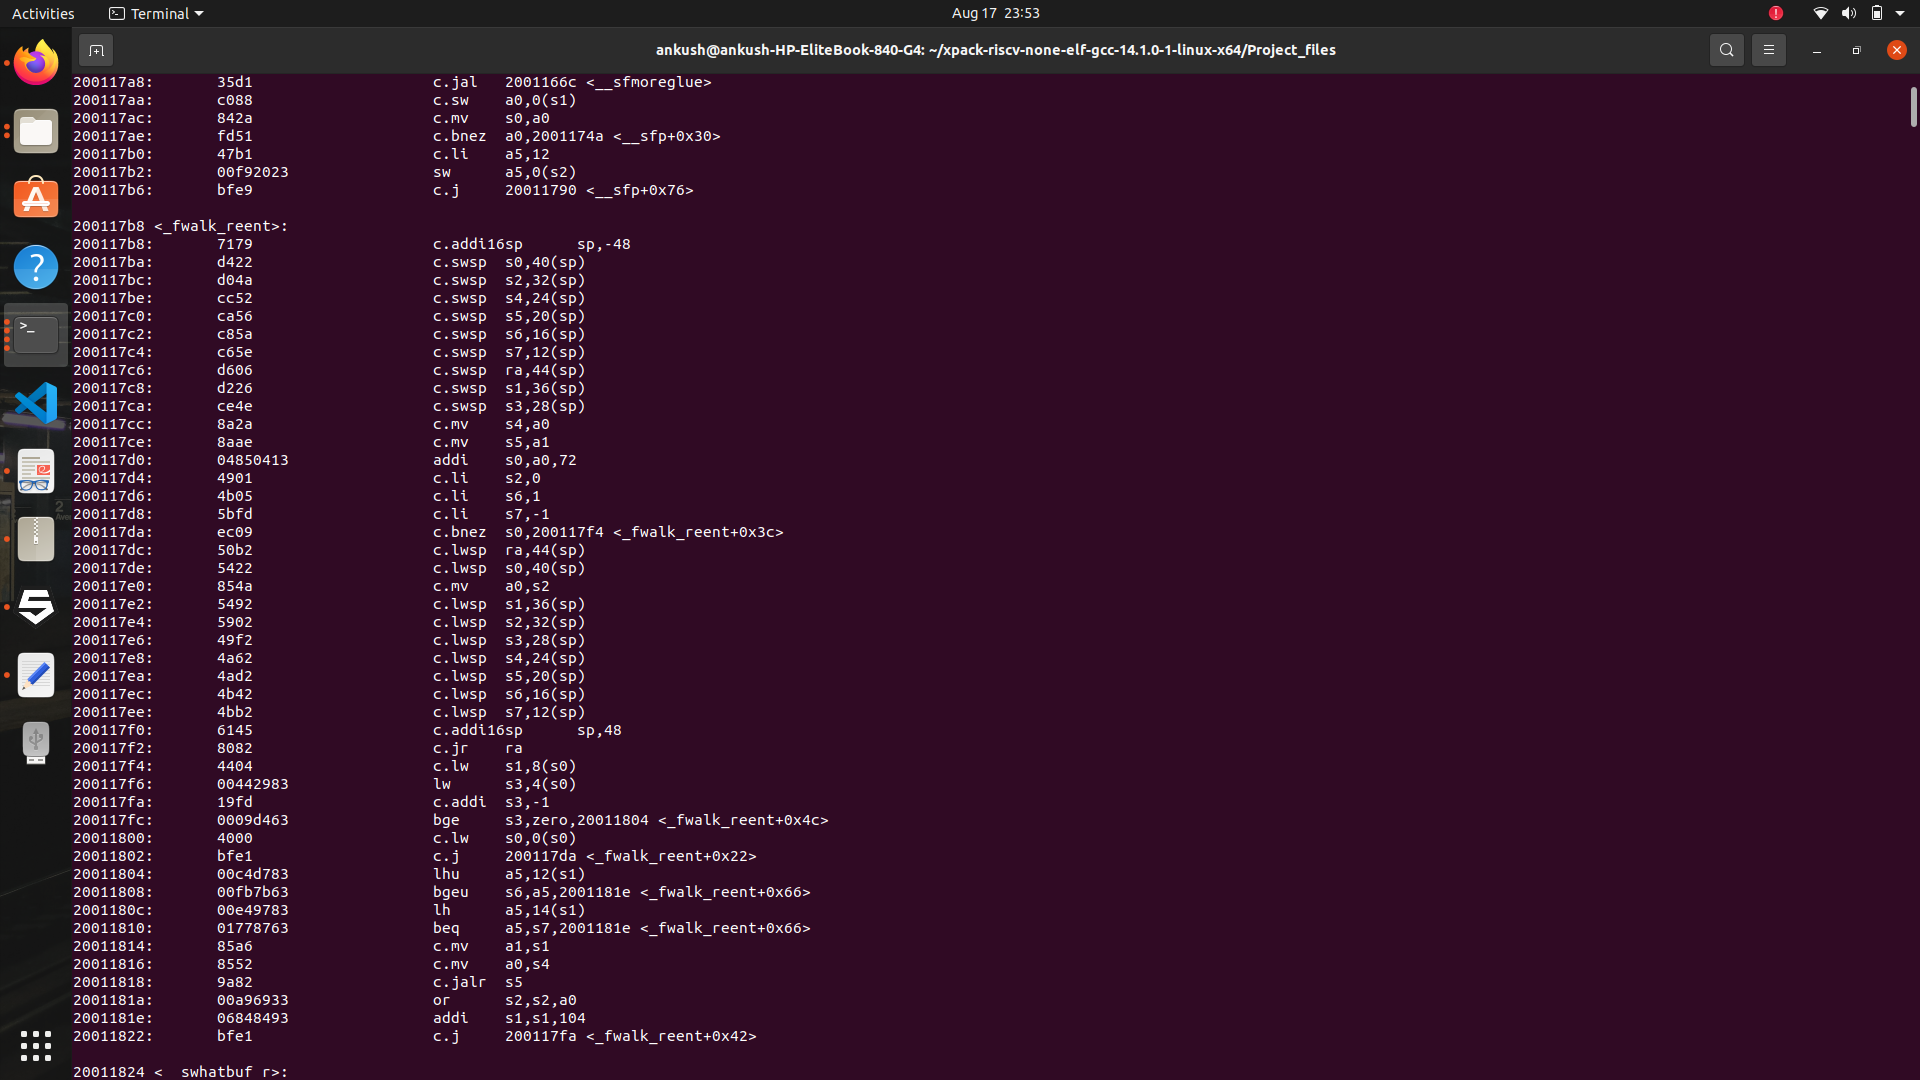 Activities
Terminal
Aug 17 23:53
ankush@ankush-HP-EliteBook-840-G4: ~/xpack-riscv-none-elf-gcc-14.1.0-1-linux-x64/Project_files
200117a8: 35d1 c.jal 2001166c <__sfmoreglue>
200117aa: c088 c.sw a0,0(s1)
200117ac: 842a c.mv s0,a0
200117ae: fd51 c.bnez a0,2001174a <__sfp+0x30>
200117b0: 47b1 c.li a5,12
200117b2: 00f92023 sw a5,0(s2)
200117b6: bfe9 c.j 20011790 <__sfp+0x76>
200117b8 <_fwalk_reent>:
200117b8: 7179 c.addi16sp sp,-48
200117ba: d422 c.swsp s0,40(sp)
200117bc: d04a c.swsp s2,32(sp)
200117be: cc52 c.swsp s4,24(sp)
200117c0: ca56 c.swsp s5,20(sp)
200117c2: c85a c.swsp s6,16(sp)
200117c4: c65e c.swsp s7,12(sp)
200117c6: d606 c.swsp ra,44(sp)
200117c8: d226 c.swsp s1,36(sp)
200117ca: ce4e c.swsp s3,28(sp)
200117cc: 8a2a c.mv s4,a0
200117ce: 8aae c.mv s5,a1
200117d0: 04850413 addi s0,a0,72
200117d4: 4901 c.li s2,0
200117d6: 4b05 c.li s6,1
200117d8: 5bfd c.li s7,-1
200117da: ec09 c.bnez s0,200117f4 <_fwalk_reent+0x3c>
200117dc: 50b2 c.lwsp ra,44(sp)
200117de: 5422 c.lwsp s0,40(sp)
200117e0: 854a c.mv a0,s2
200117e2: 5492 c.lwsp s1,36(sp)
200117e4: 5902 c.lwsp s2,32(sp)
200117e6: 49f2 c.lwsp s3,28(sp)
200117e8: 4a62 c.lwsp s4,24(sp)
200117ea: 4ad2 c.lwsp s5,20(sp)
200117ec: 4b42 c.lwsp s6,16(sp)
200117ee: 4bb2 c.lwsp s7,12(sp)
200117f0: 6145 c.addi16sp sp,48
200117f2: 8082 c.jr ra
200117f4: 4404 c.lw s1,8(s0)
200117f6: 00442983 lw s3,4(s0)
200117fa: 19fd c.addi s3,-1
200117fc: 0009d463 bge s3,zero,20011804 <_fwalk_reent+0x4c>
20011800: 4000 c.lw s0,0(s0)
20011802: bfe1 c.j 200117da <_fwalk_reent+0x22>
20011804: 00c4d783 lhu a5,12(s1)
20011808: 00fb7b63 bgeu s6,a5,2001181e <_fwalk_reent+0x66>
2001180c: 00e49783 lh a5,14(s1)
20011810: 01778763 beq a5,s7,2001181e <_fwalk_reent+0x66>
20011814: 85a6 c.mv a1,s1
20011816: 8552 c.mv a0,s4
20011818: 9a82 c.jalr s5
2001181a: 00a96933 or s2,s2,a0
2001181e: 06848493 addi s1,s1,104
20011822: bfe1 c.j 200117fa <_fwalk_reent+0x42>
20011824 <__swhatbuf_r>: